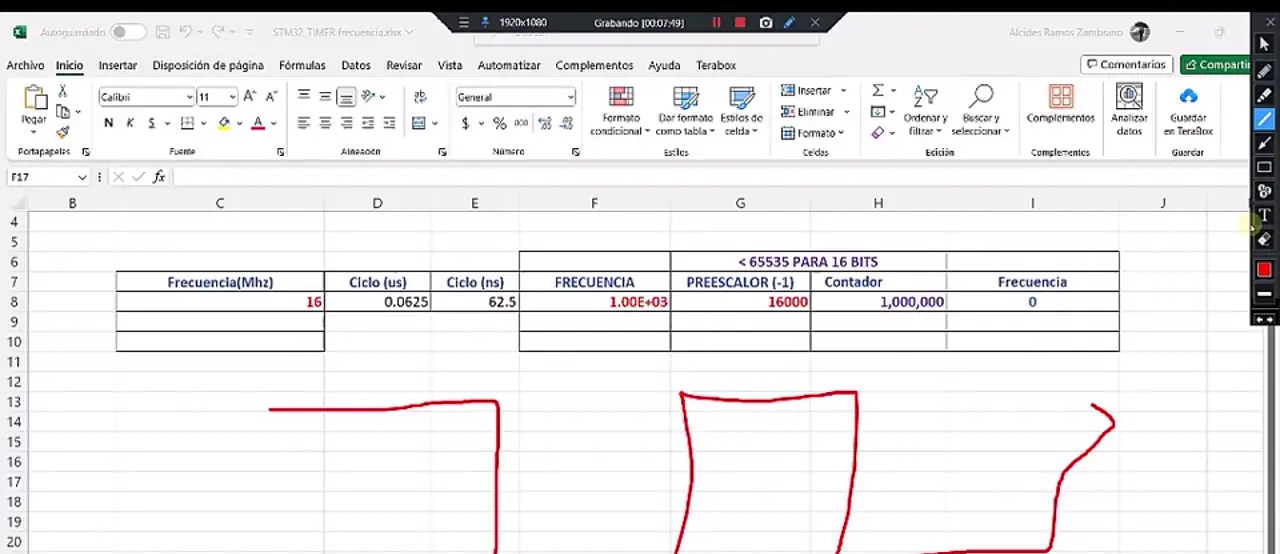 1920x1080 Grabando [00:07:49]
Autoguardado STM32_TIMER frecuencia.xlsx Alcides Ramos Zambrano
Archivo Inicio Insertar Disposición de página Fórmulas Datos Revisar Vista Automatizar Complementos Ayuda Terabox Comentarios Compartir
Pegar Calibri 11 General Formato condicional Dar formato como tabla Estilos de celda Insertar Eliminar Formato Ordenar y filtrar Buscar y seleccionar Complementos Analizar datos Guardar en TeraBox
N K S $ % 000
Portapapeles Fuente Alineación Número Estilos Celdas Edición Complementos Guardar
F17 fx
B C D E F G H I J
4
5
6 < 65535 PARA 16 BITS
7 Frecuencia(Mhz) Ciclo (us) Ciclo (ns) FRECUENCIA PREESCALOR (-1) Contador Frecuencia
8 16 0.0625 62.5 1.00E+03 16000 1,000,000 0
9
10
11
12
13
14
15
16
17
18
19
20